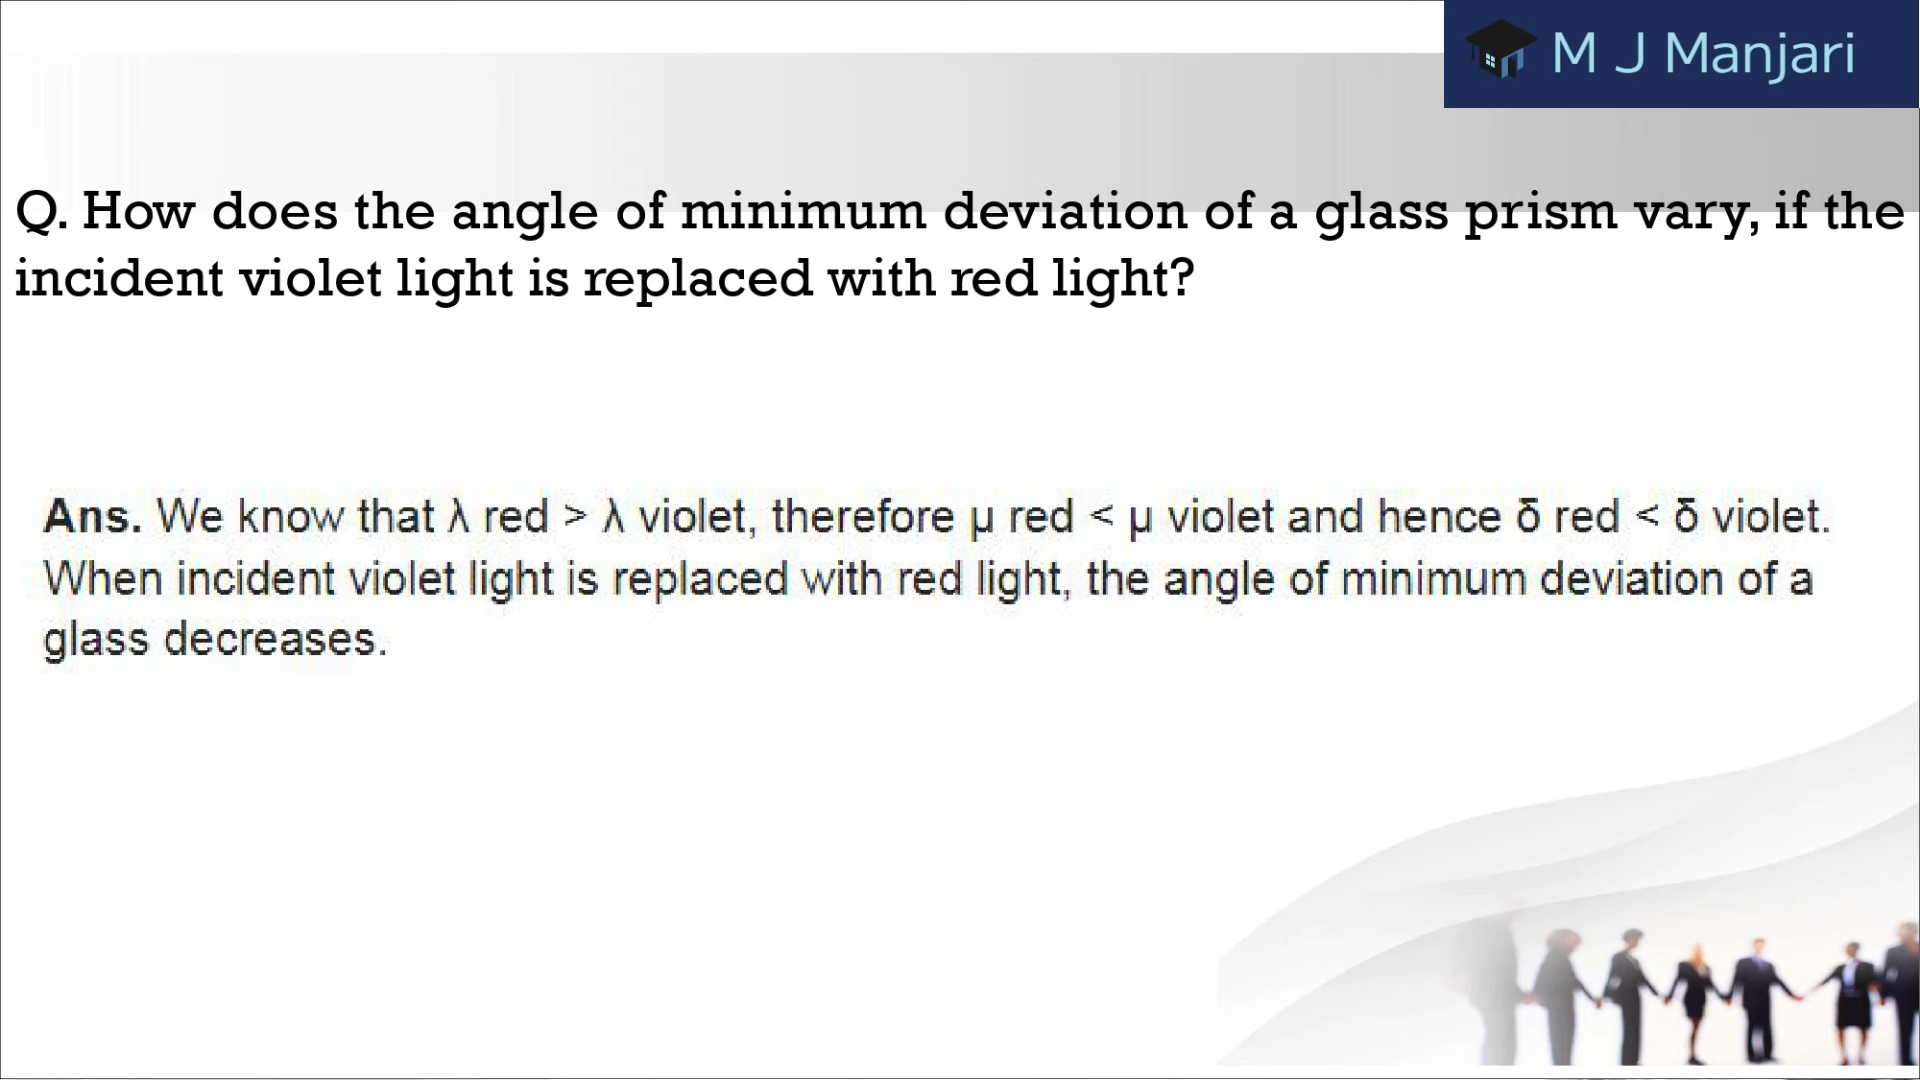 M J Manjari
Q. How does the angle of minimum deviation of a glass prism vary, if the
incident violet light is replaced with red light?
Ans. We know that λ red > λ violet, therefore μ red < μ violet and hence δ red < δ violet.
When incident violet light is replaced with red light, the angle of minimum deviation of a
glass decreases.